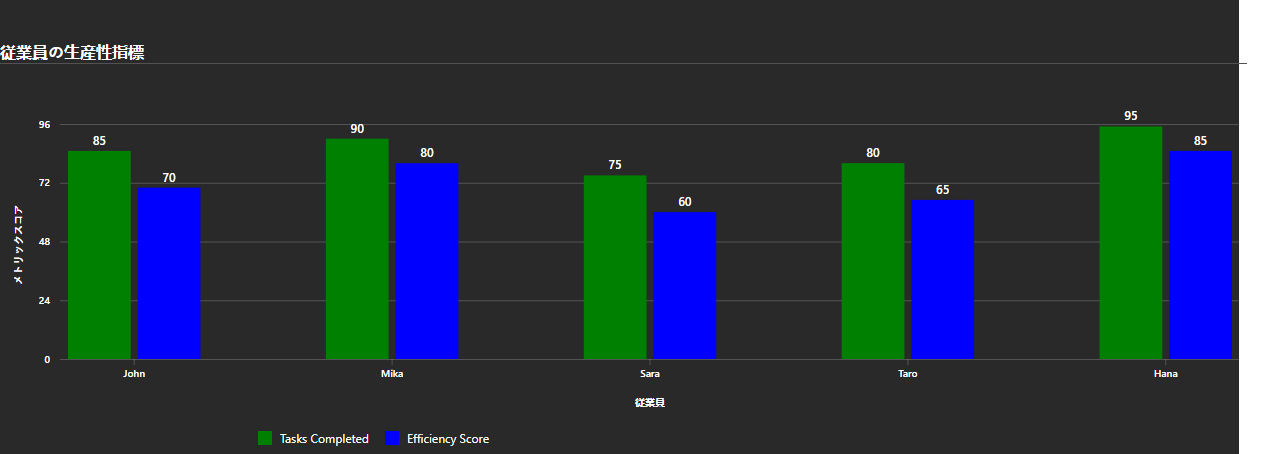 従業員の生産性指標
96
72
48
24
0
メトリックスコア
85
70
90
80
75
60
80
65
95
85
John
Mika
Sara
Taro
Hana
従業員
Tasks Completed
Efficiency Score